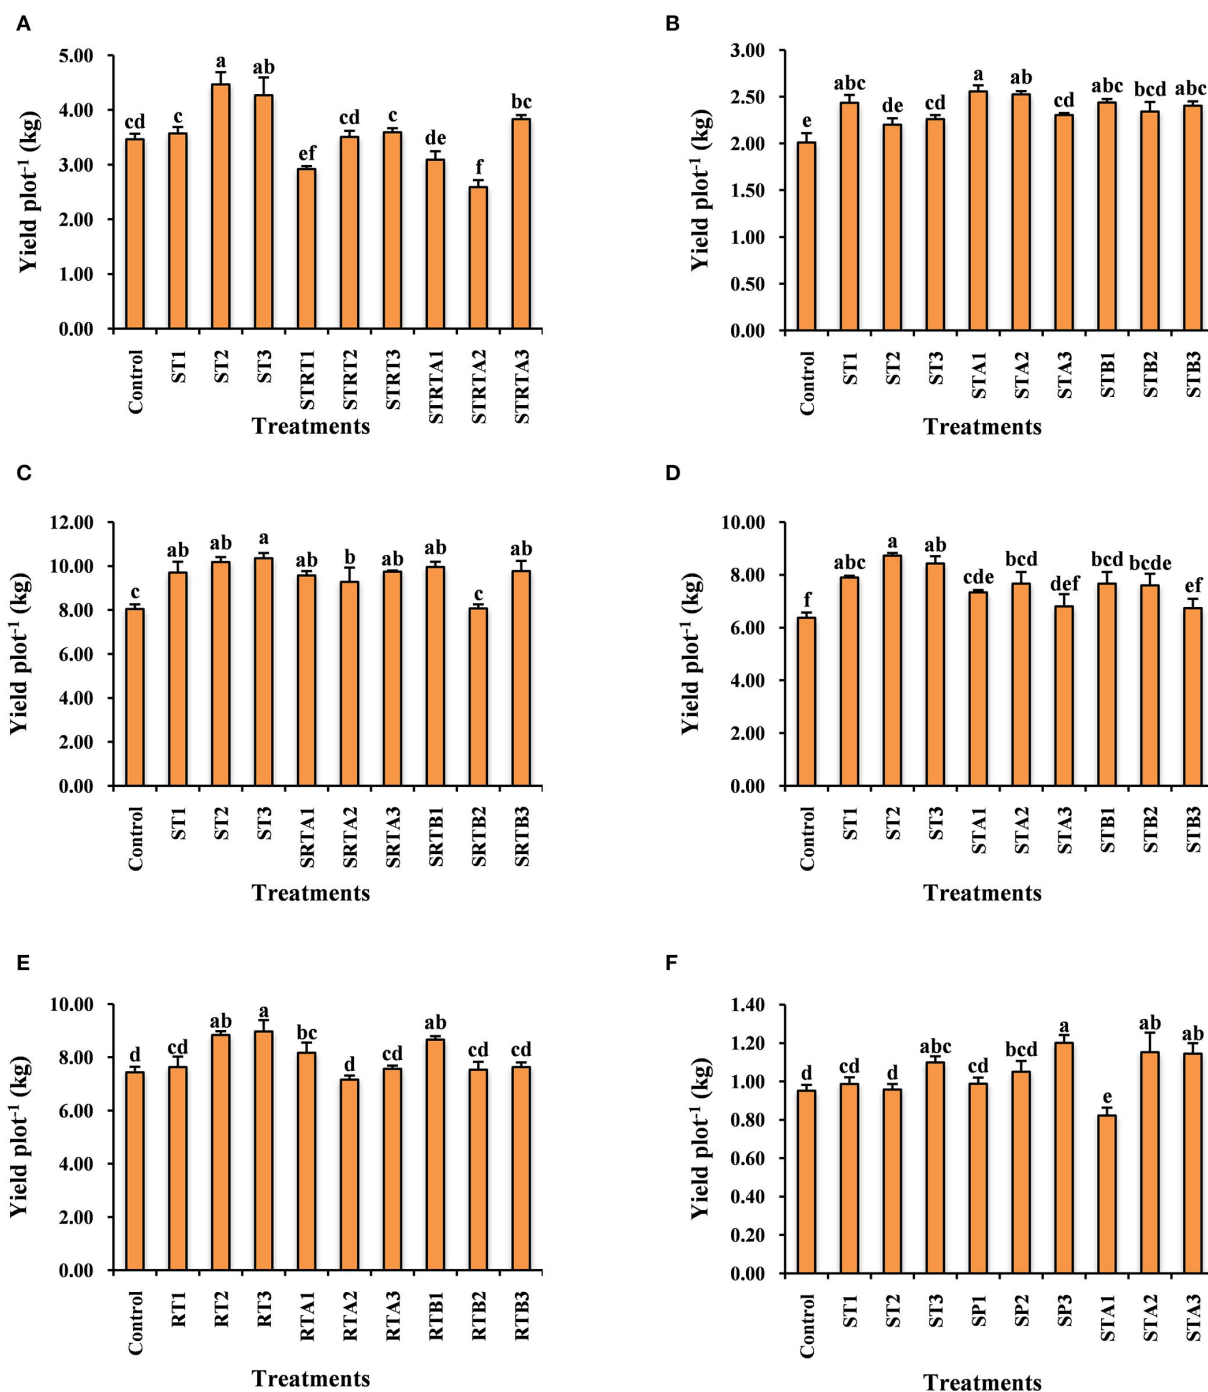 A
Yield plot⁻¹ (kg)
5.00
4.00
3.00
2.00
1.00
0.00
cd c a ab ef cd c de f bc
Control ST1 ST2 ST3 STRT1 STRT2 STRT3 STRTA1 STRTA2 STRTA3
Treatments
B
Yield plot⁻¹ (kg)
3.00
2.50
2.00
1.50
1.00
0.50
0.00
e abc de cd a ab cd abc bcd abc
Control ST1 ST2 ST3 STA1 STA2 STA3 STB1 STB2 STB3
Treatments
C
Yield plot⁻¹ (kg)
12.00
10.00
8.00
6.00
4.00
2.00
0.00
c ab ab a ab b ab ab c ab
Control ST1 ST2 ST3 SRTA1 SRTA2 SRTA3 SRTB1 SRTB2 SRTB3
Treatments
D
Yield plot⁻¹ (kg)
10.00
8.00
6.00
4.00
2.00
0.00
f abc a ab cde bcd def bcd bcde ef
Control ST1 ST2 ST3 STA1 STA2 STA3 STB1 STB2 STB3
Treatments
E
Yield plot⁻¹ (kg)
10.00
8.00
6.00
4.00
2.00
0.00
d cd ab a bc d cd ab cd cd
Control RT1 RT2 RT3 RTA1 RTA2 RTA3 RTB1 RTB2 RTB3
Treatments
F
Yield plot⁻¹ (kg)
1.40
1.20
1.00
0.80
0.60
0.40
0.20
0.00
d cd d abc cd bcd a e ab ab
Control ST1 ST2 ST3 SP1 SP2 SP3 STA1 STA2 STA3
Treatments